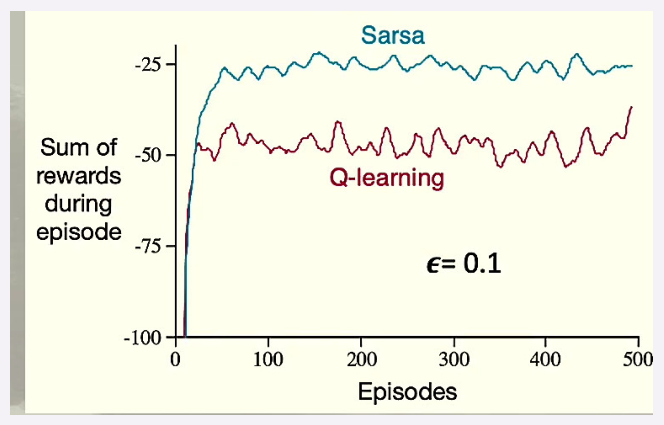 Sarsa
-25
Sum of
rewards
during
episode
-50
Q-learning
-75
ϵ= 0.1
-100
0
100
200
300
400
500
Episodes